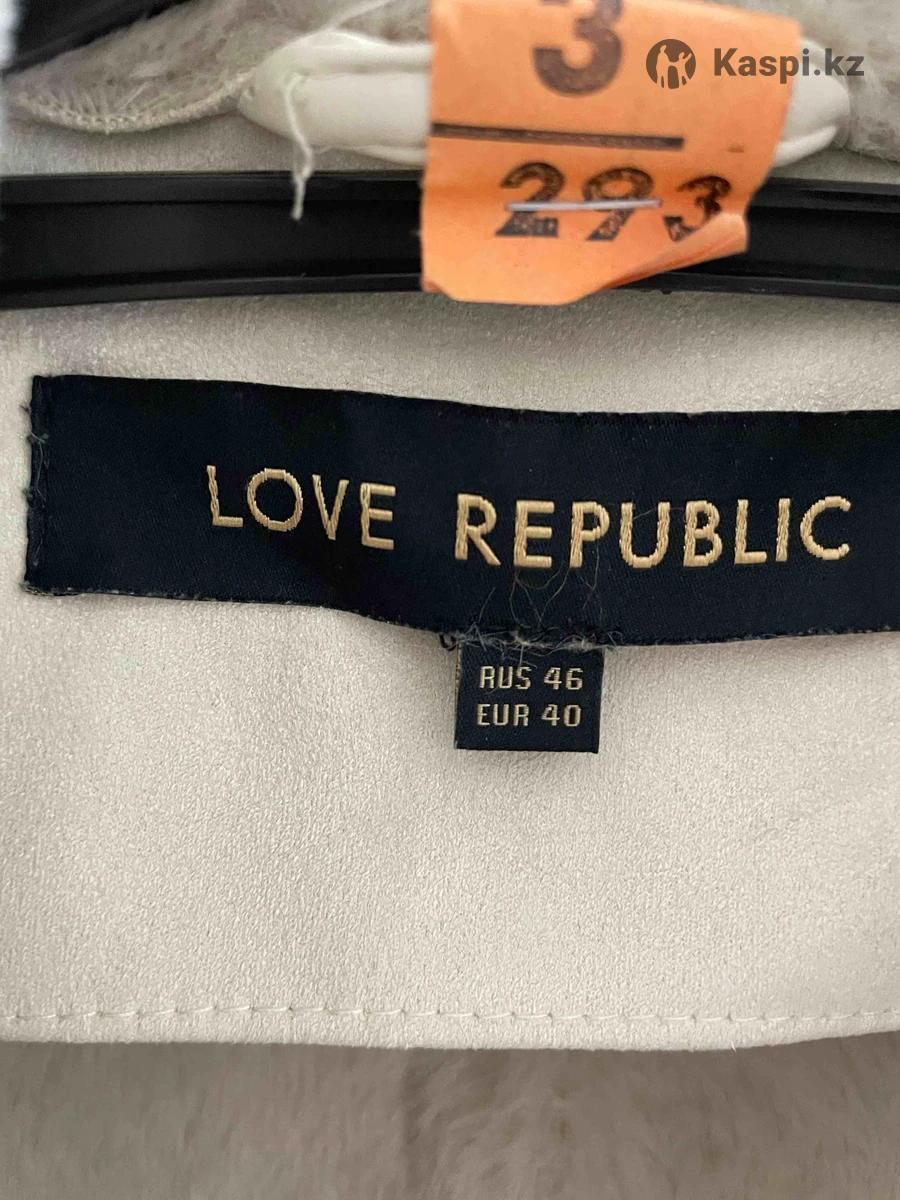 3
Kaspi.kz
293
LOVE REPUBLIC
RUS 46
EUR 40